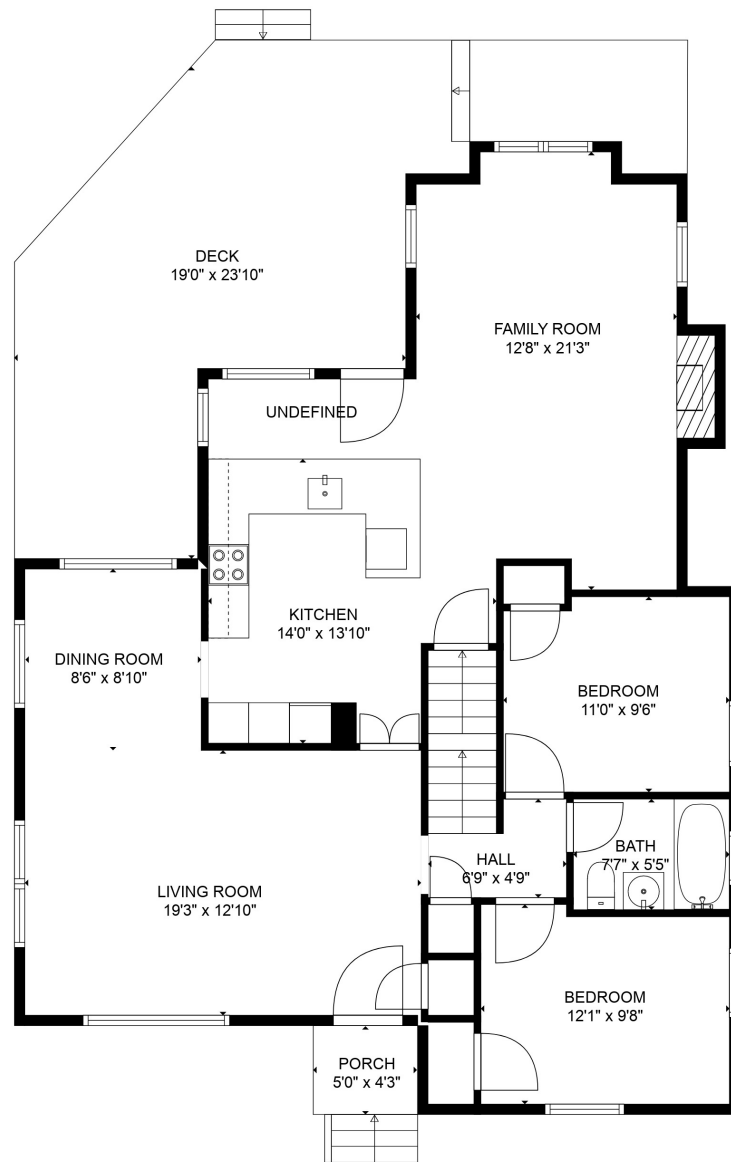 DECK
19'0" x 23'10"
FAMILY ROOM
12'8" x 21'3"
UNDEFINED
KITCHEN
14'0" x 13'10"
DINING ROOM
8'6" x 8'10"
BEDROOM
11'0" x 9'6"
BATH
7'7" x 5'5"
HALL
6'9" x 4'9"
LIVING ROOM
19'3" x 12'10"
BEDROOM
12'1" x 9'8"
PORCH
5'0" x 4'3"